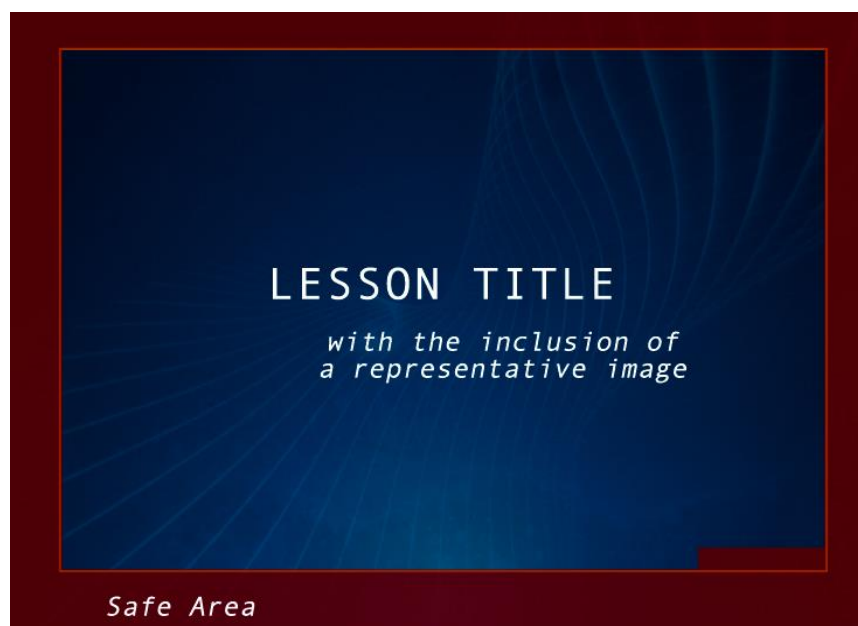 LESSON TITLE
with the inclusion of
a representative image
Safe Area